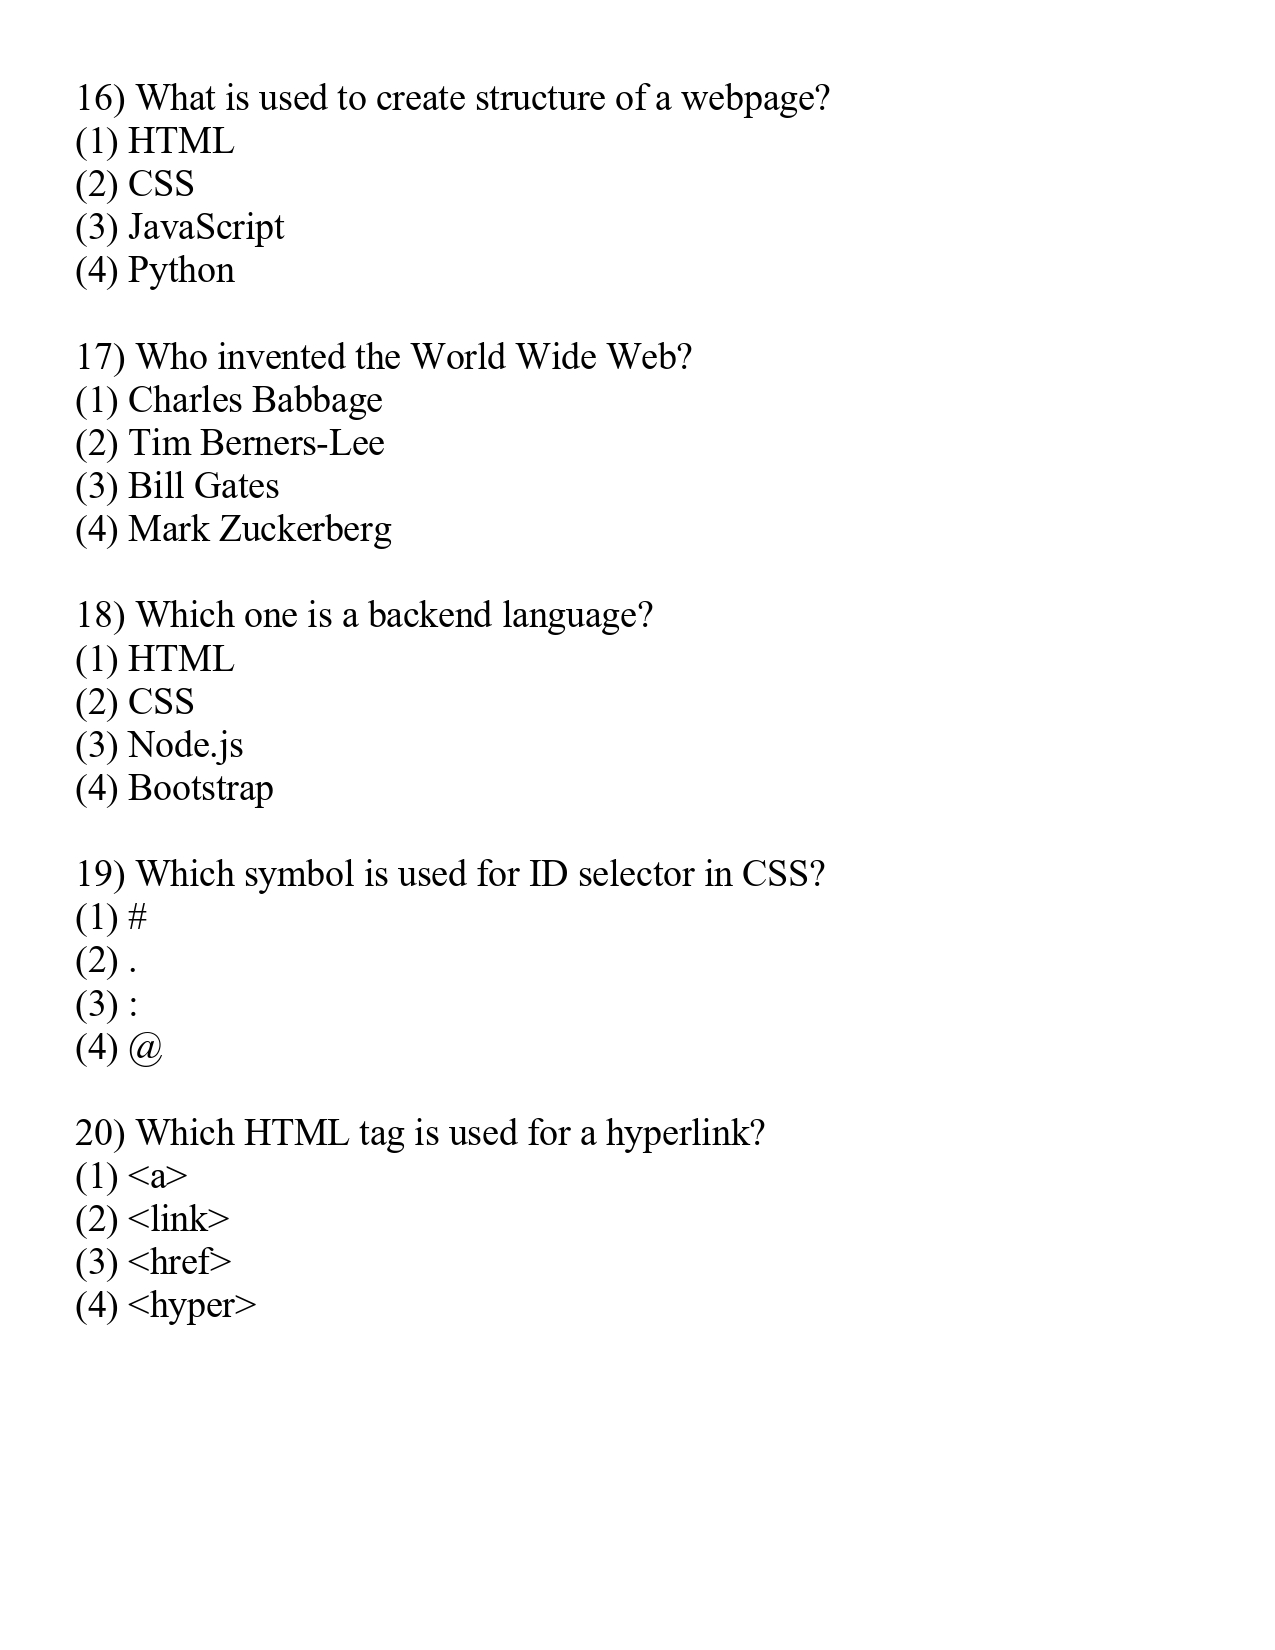 16) What is used to create structure of a webpage?
(1) HTML
(2) CSS
(3) JavaScript
(4) Python
17) Who invented the World Wide Web?
(1) Charles Babbage
(2) Tim Berners-Lee
(3) Bill Gates
(4) Mark Zuckerberg
18) Which one is a backend language?
(1) HTML
(2) CSS
(3) Node.js
(4) Bootstrap
19) Which symbol is used for ID selector in CSS?
(1) #
(2) .
(3) :
(4) @
20) Which HTML tag is used for a hyperlink?
(1) <a>
(2) <link>
(3) <href>
(4) <hyper>